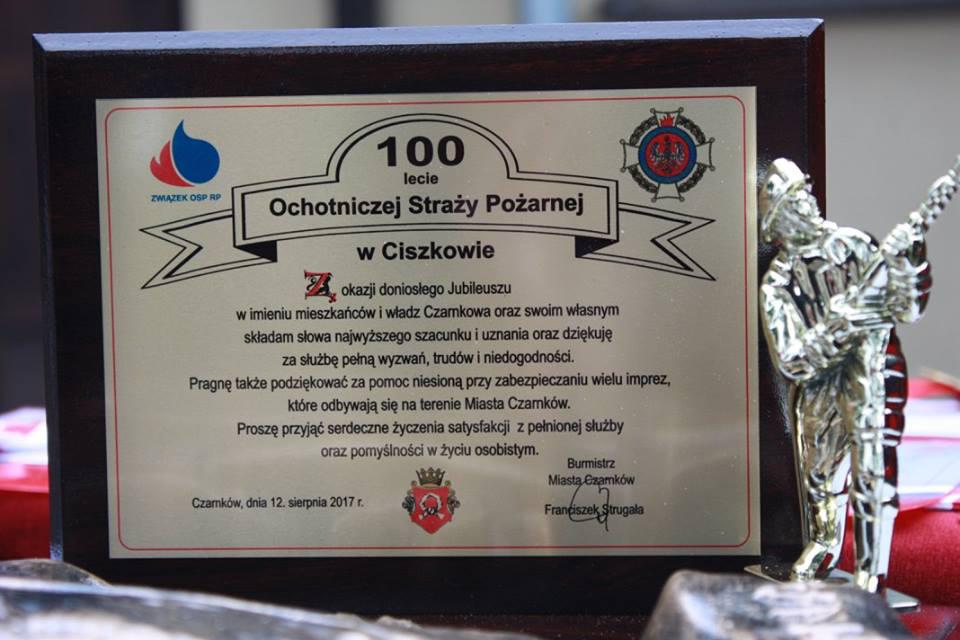 ZWIĄZEK OSP RP
100
lecie
Ochotniczej Straży Pożarnej
w Ciszkowie
Z okazji doniosłego Jubileuszu
w imieniu mieszkańców i władz Czarnkowa oraz swoim własnym
składam słowa najwyższego szacunku i uznania oraz dziękuję
za służbę pełną wyzwań, trudów i niedogodności.
Pragnę także podziękować za pomoc niesioną przy zabezpieczaniu wielu imprez,
które odbywają się na terenie Miasta Czarnków.
Proszę przyjąć serdeczne życzenia satysfakcji z pełnionej służby
oraz pomyślności w życiu osobistym.
Burmistrz
Miasta Czarnków
Czarnków, dnia 12. sierpnia 2017 r.
Franciszek Strugała